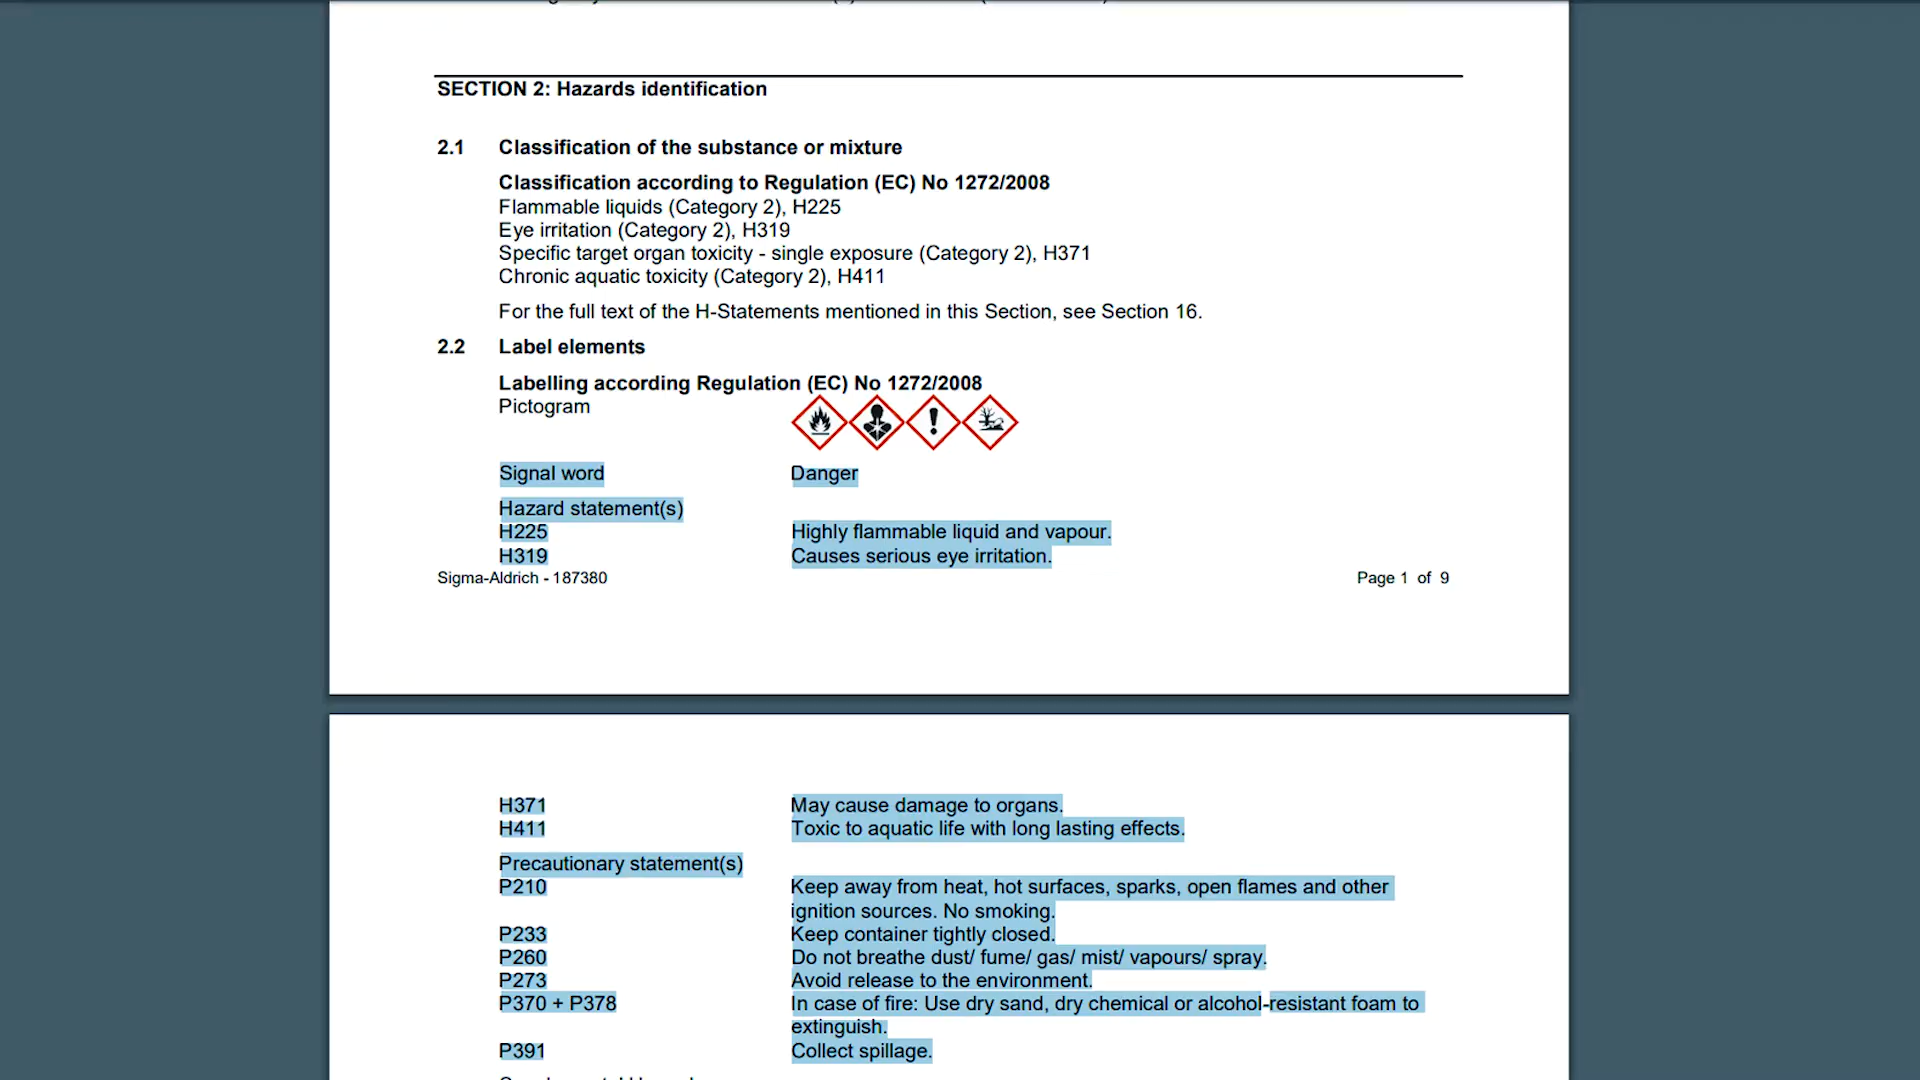 SECTION 2: Hazards identification
2.1 Classification of the substance or mixture
Classification according to Regulation (EC) No 1272/2008
Flammable liquids (Category 2), H225
Eye irritation (Category 2), H319
Specific target organ toxicity - single exposure (Category 2), H371
Chronic aquatic toxicity (Category 2), H411
For the full text of the H-Statements mentioned in this Section, see Section 16.
2.2 Label elements
Labelling according Regulation (EC) No 1272/2008
Pictogram
Signal word Danger
Hazard statement(s)
H225 Highly flammable liquid and vapour.
H319 Causes serious eye irritation.
Sigma-Aldrich - 187380 Page 1 of 9
H371 May cause damage to organs.
H411 Toxic to aquatic life with long lasting effects.
Precautionary statement(s)
P210 Keep away from heat, hot surfaces, sparks, open flames and other
ignition sources. No smoking.
P233 Keep container tightly closed.
P260 Do not breathe dust/ fume/ gas/ mist/ vapours/ spray.
P273 Avoid release to the environment.
P370 + P378 In case of fire: Use dry sand, dry chemical or alcohol-resistant foam to
extinguish.
P391 Collect spillage.